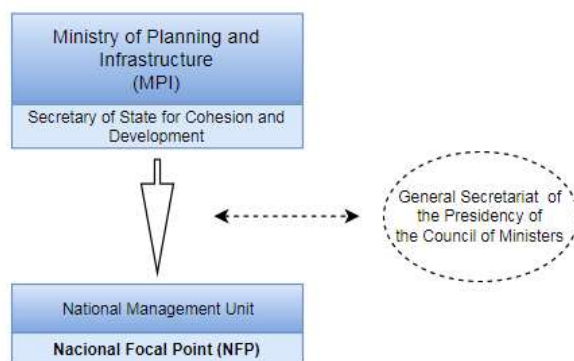 Ministry of Planning and
Infrastructure
(MPI)
Secretary of State for Cohesion and
Development
General Secretariat of
the Presidency of
the Council of Ministers
National Management Unit
Nacional Focal Point (NFP)